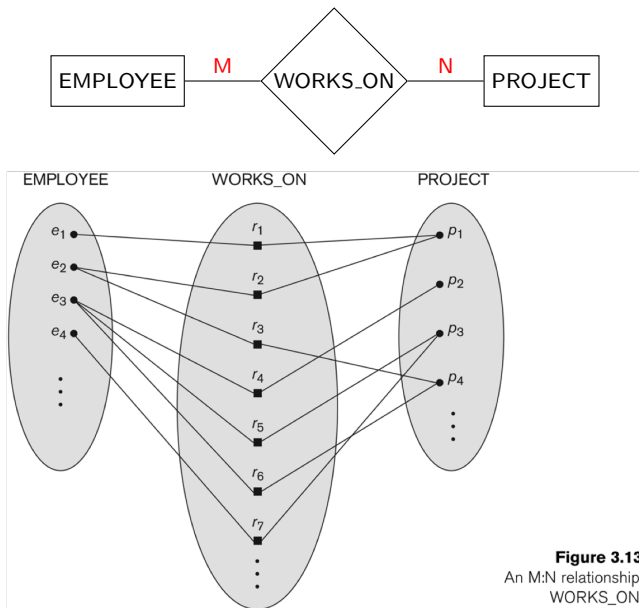 M N
EMPLOYEE WORKS_ON PROJECT
EMPLOYEE WORKS_ON PROJECT
e1 r1 p1
e2 r2 p2
e3 r3 p3
e4 r4 p4
r5
r6
r7
Figure 3.13
An M:N relationship,
WORKS_ON